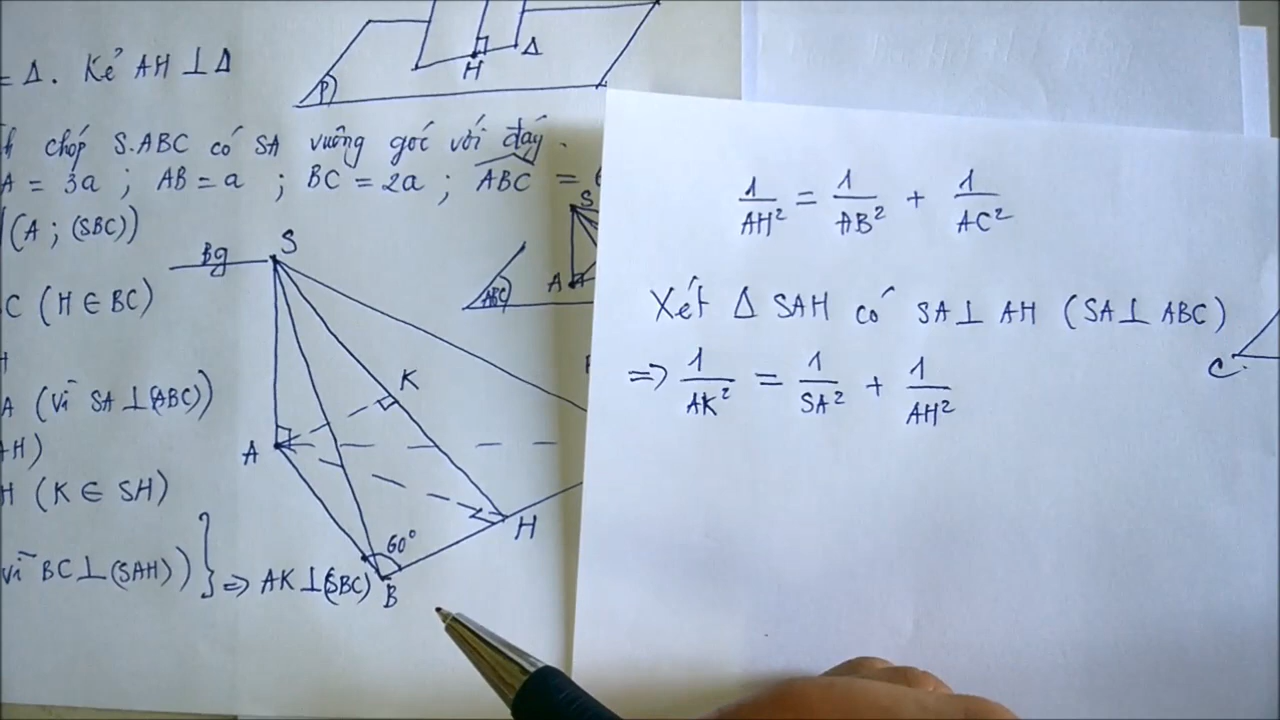 = Δ. Kẻ AH ⊥ Δ
H
Δ
P
chóp S.ABC có SA vuông góc với đáy.
A = 3a ; AB = a ; BC = 2a ; ABC =
(A ; (SBC))
Bg
S
S
A
ABC
C (H ∈ BC)
H
A (vì SA ⊥ (ABC))
H)
H (K ∈ SH)
vì BC ⊥ (SAH)) } => AK ⊥ (SBC)
K
A
H
60°
B
1/AH² = 1/AB² + 1/AC²
Xét Δ SAH có SA ⊥ AH (SA ⊥ ABC)
=> 1/AK² = 1/SA² + 1/AH²
C